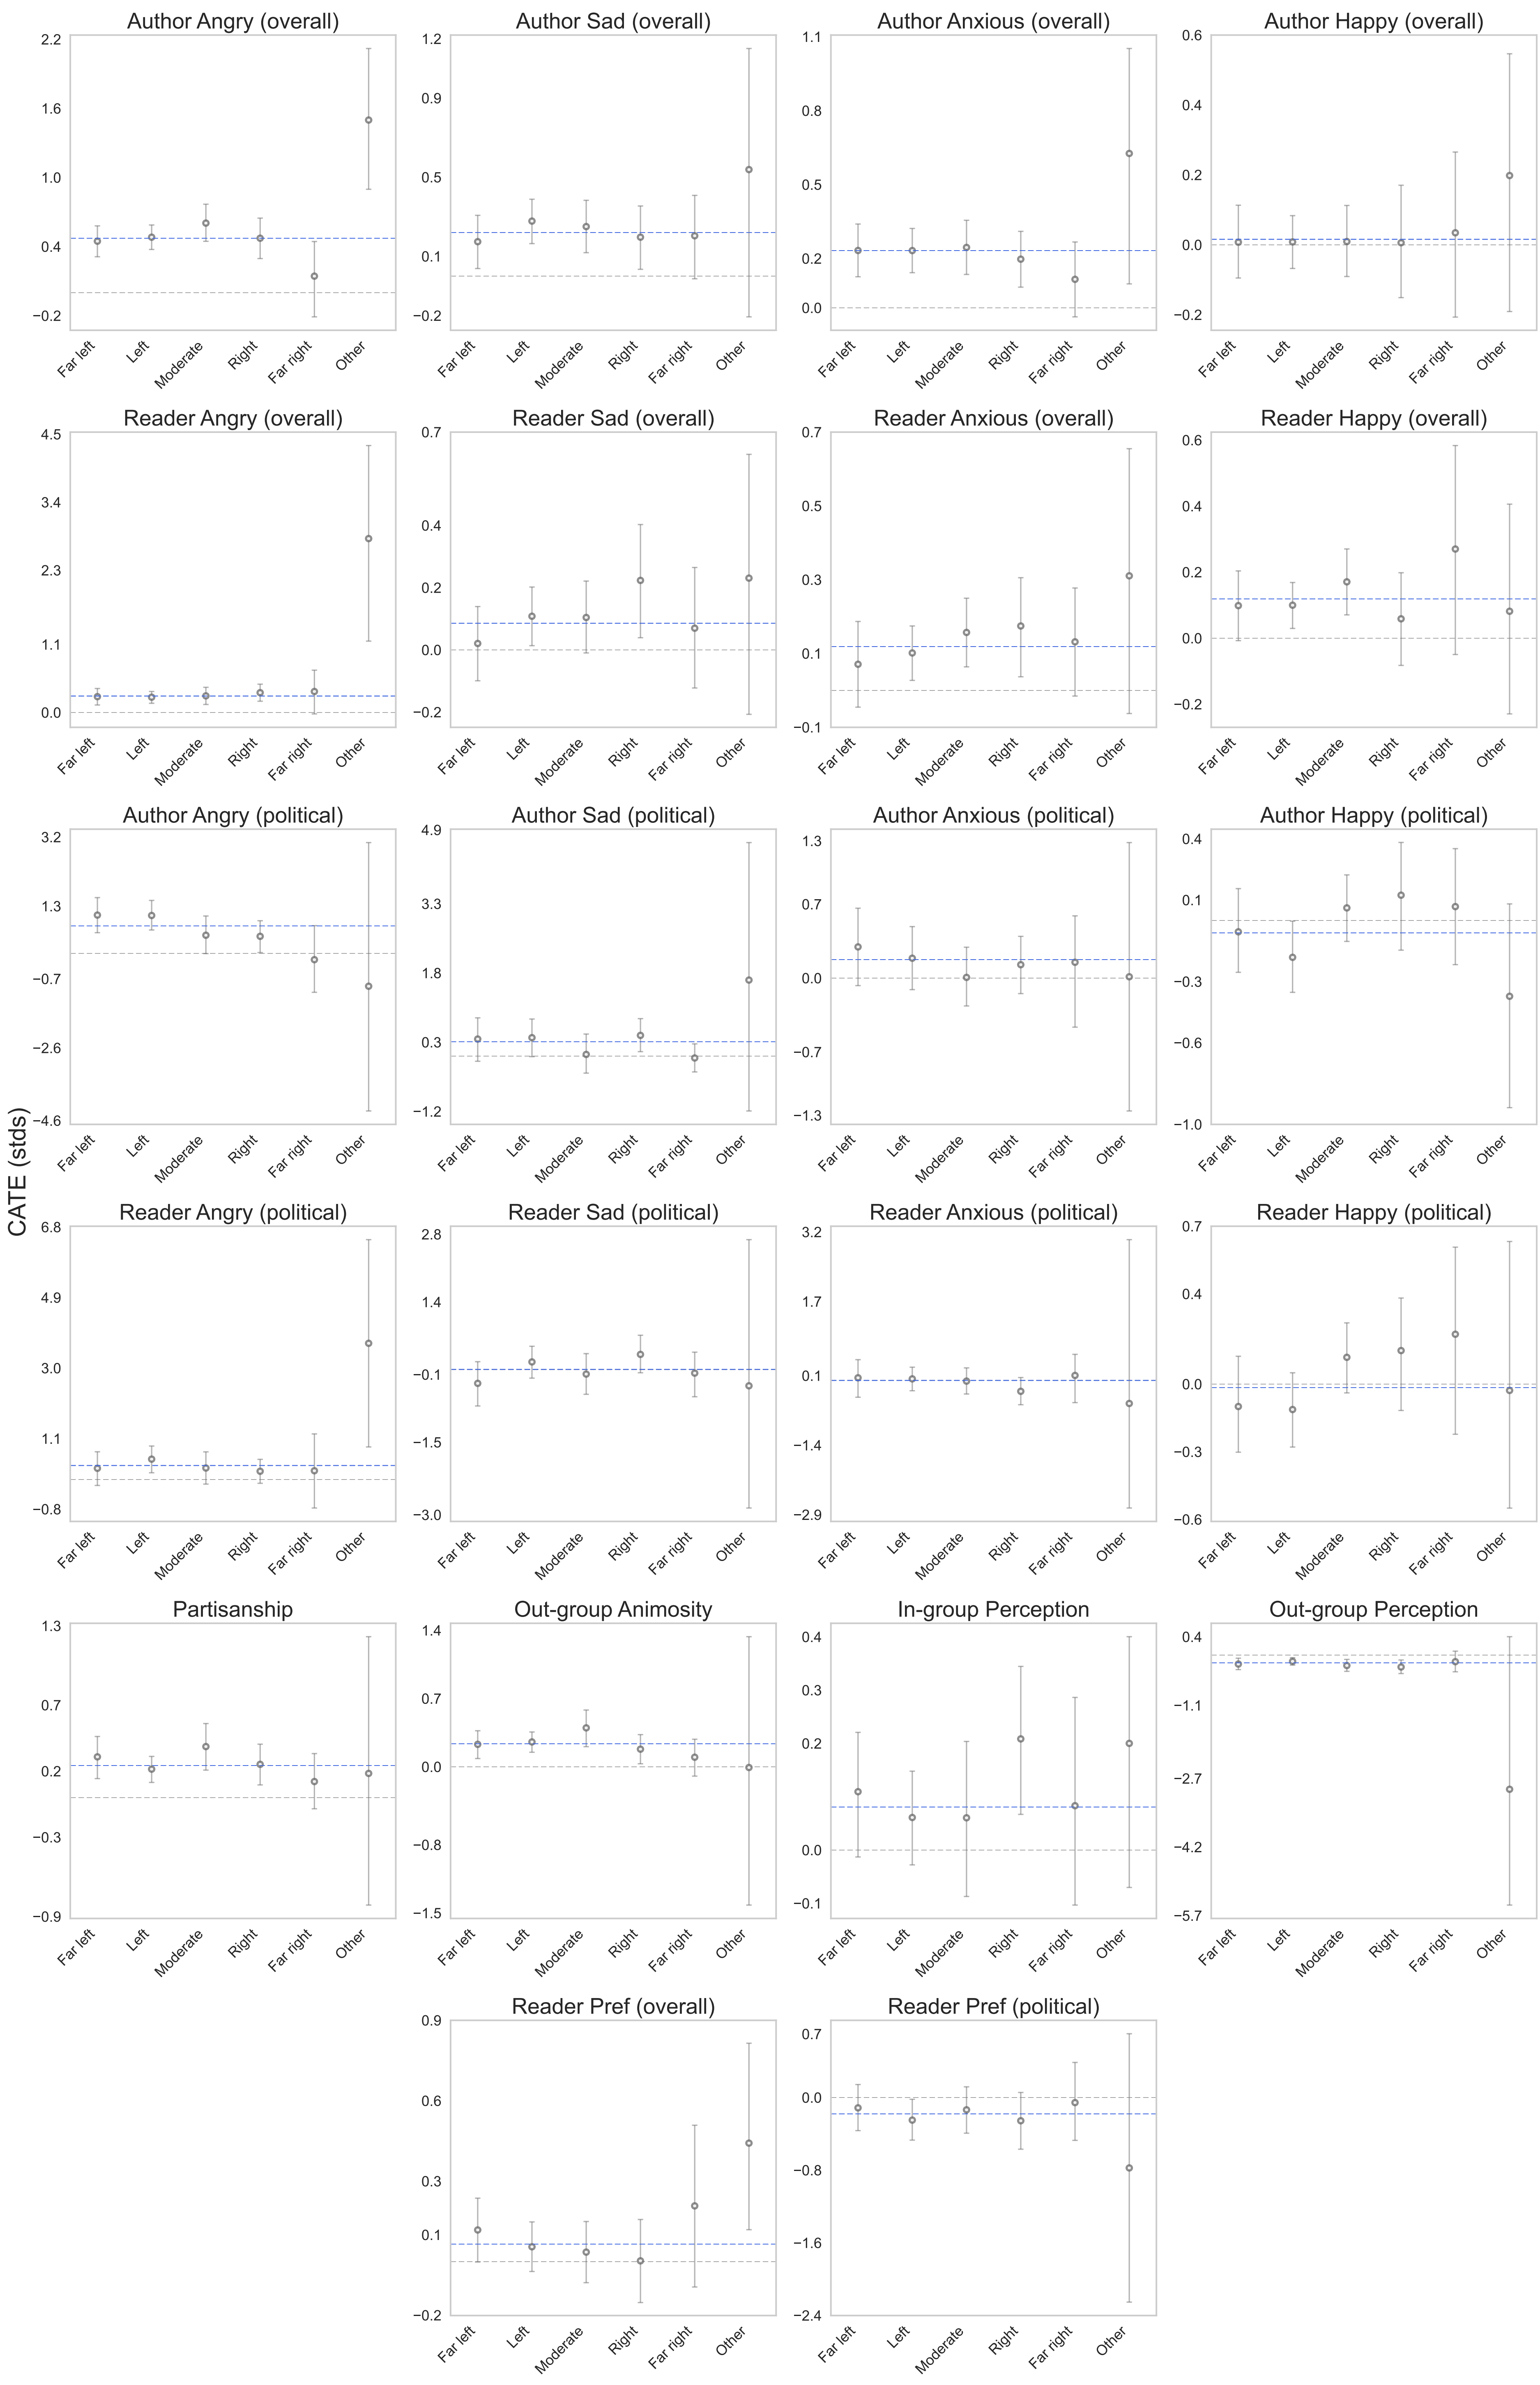 Author Angry (overall) Author Sad (overall) Author Anxious (overall) Author Happy (overall)
2.2 1.6 1.0 0.4 −0.2
1.2 0.9 0.5 0.1 −0.2
1.1 0.8 0.5 0.2 0.0
0.6 0.4 0.2 0.0 −0.2
Far left Left Moderate Right Far right Other
Far left Left Moderate Right Far right Other
Far left Left Moderate Right Far right Other
Far left Left Moderate Right Far right Other
Reader Angry (overall) Reader Sad (overall) Reader Anxious (overall) Reader Happy (overall)
4.5 3.4 2.3 1.1 0.0
0.7 0.4 0.2 0.0 −0.2
0.7 0.5 0.3 0.1 −0.1
0.6 0.4 0.2 0.0 −0.2
Far left Left Moderate Right Far right Other
Far left Left Moderate Right Far right Other
Far left Left Moderate Right Far right Other
Far left Left Moderate Right Far right Other
Author Angry (political) Author Sad (political) Author Anxious (political) Author Happy (political)
3.2 1.3 −0.7 −2.6 −4.6
4.9 3.3 1.8 0.3 −1.2
1.3 0.7 0.0 −0.7 −1.3
0.4 0.1 −0.3 −0.6 −1.0
Far left Left Moderate Right Far right Other
Far left Left Moderate Right Far right Other
Far left Left Moderate Right Far right Other
Far left Left Moderate Right Far right Other
CATE (stds)
Reader Angry (political) Reader Sad (political) Reader Anxious (political) Reader Happy (political)
6.8 4.9 3.0 1.1 −0.8
2.8 1.4 −0.1 −1.5 −3.0
3.2 1.7 0.1 −1.4 −2.9
0.7 0.4 0.0 −0.3 −0.6
Far left Left Moderate Right Far right Other
Far left Left Moderate Right Far right Other
Far left Left Moderate Right Far right Other
Far left Left Moderate Right Far right Other
Partisanship Out-group Animosity In-group Perception Out-group Perception
1.3 0.7 0.2 −0.3 −0.9
1.4 0.7 0.0 −0.8 −1.5
0.4 0.3 0.2 0.0 −0.1
0.4 −1.1 −2.7 −4.2 −5.7
Far left Left Moderate Right Far right Other
Far left Left Moderate Right Far right Other
Far left Left Moderate Right Far right Other
Far left Left Moderate Right Far right Other
Reader Pref (overall) Reader Pref (political)
0.9 0.6 0.3 0.1 −0.2
0.7 0.0 −0.8 −1.6 −2.4
Far left Left Moderate Right Far right Other
Far left Left Moderate Right Far right Other